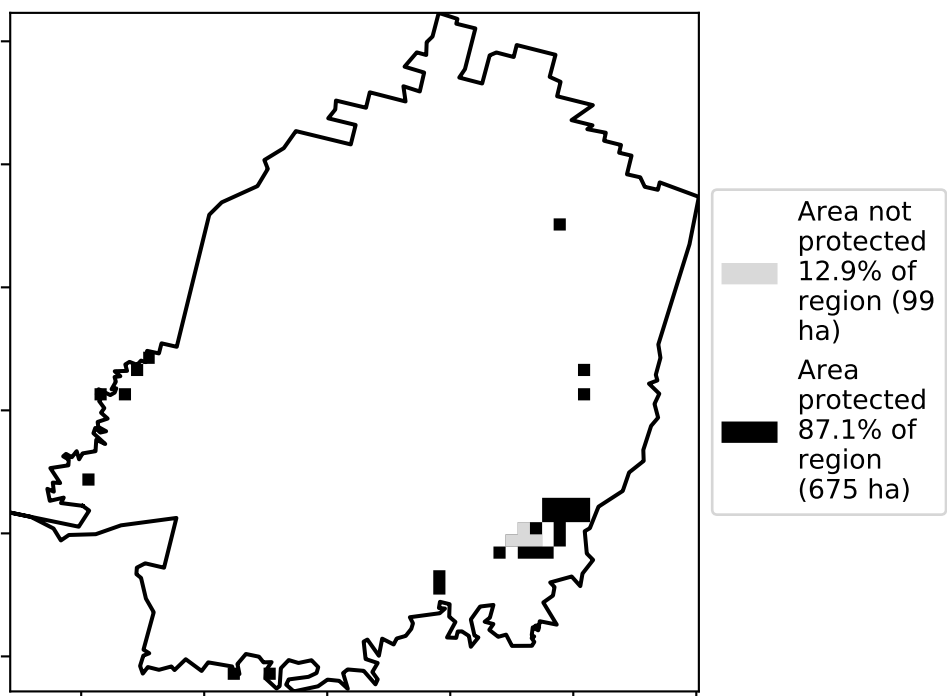 Area not
protected
12.9% of
region (99
ha)
Area
protected
87.1% of
region
(675 ha)